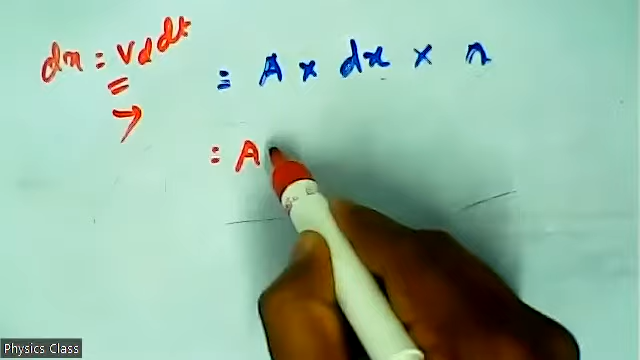 dx = vd dt
= A x dx x n
= A
Physics Class